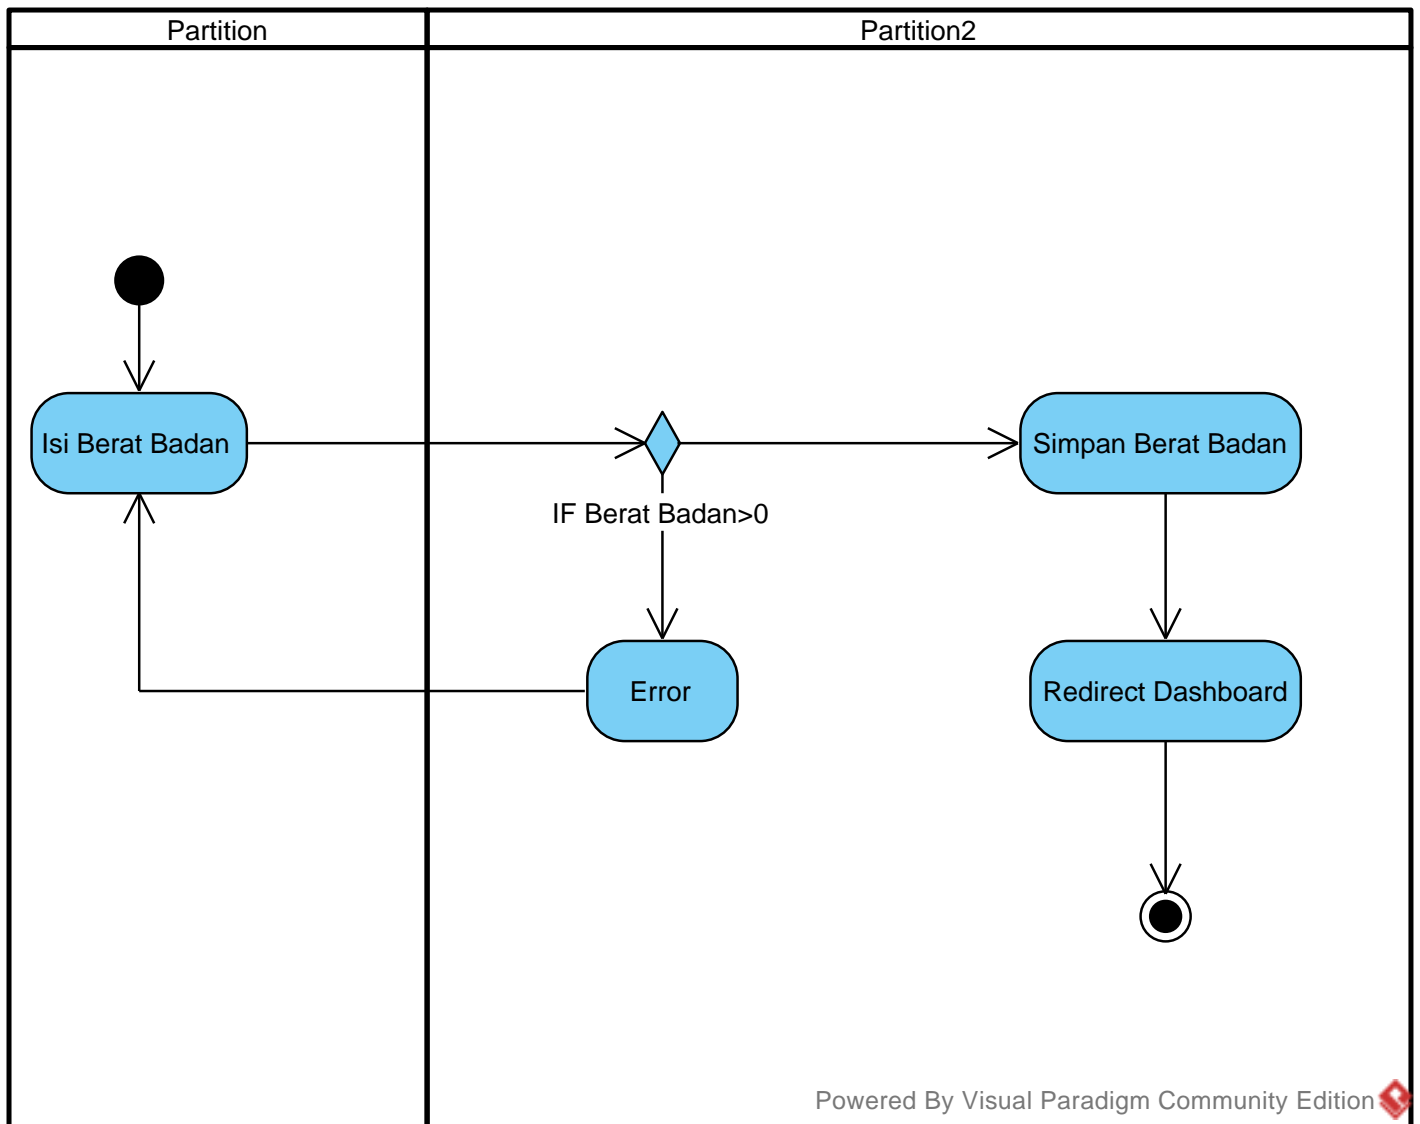 Partition
Partition2
Isi Berat Badan
Simpan Berat Badan
IF Berat Badan>0
Error
Redirect Dashboard
Powered By Visual Paradigm Community Edition